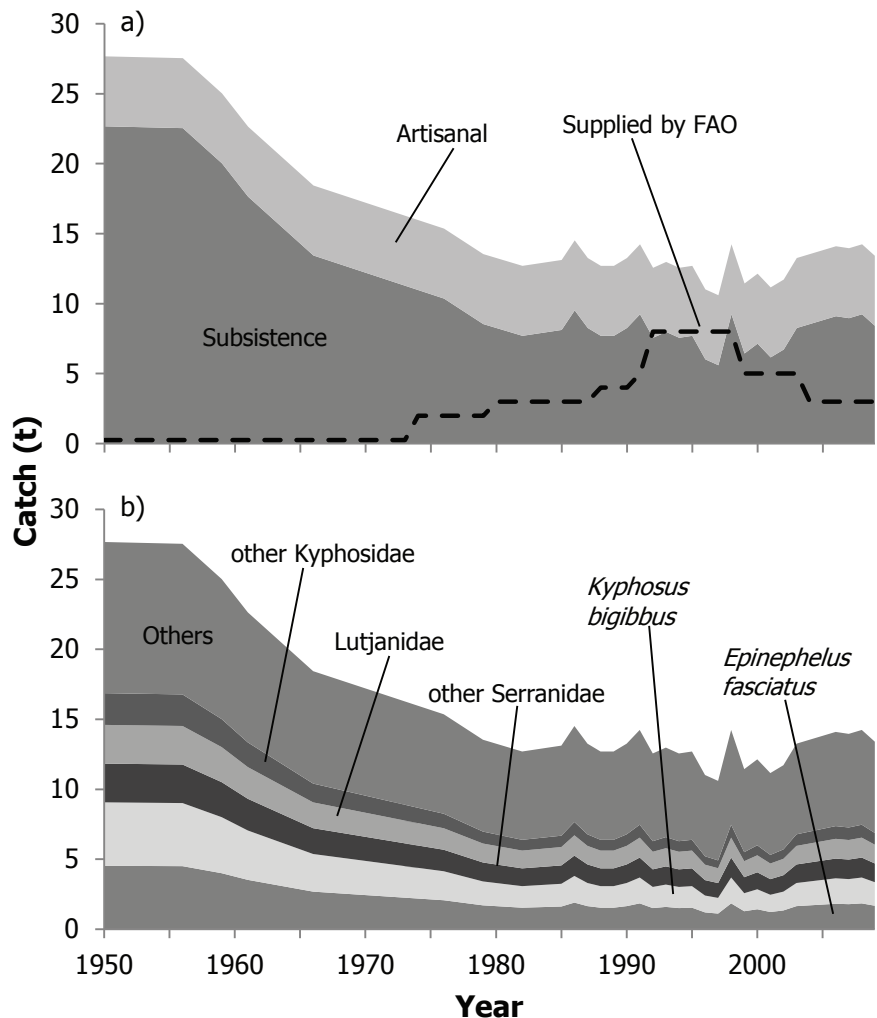 a)
30
25
20
15
10
5
0
Artisanal
Supplied by FAO
Subsistence
Catch (t)
b)
30
25
20
15
10
5
0
other Kyphosidae
Others
Lutjanidae
other Serranidae
Kyphosus
bigibbus
Epinephelus
fasciatus
1950 1960 1970 1980 1990 2000
Year